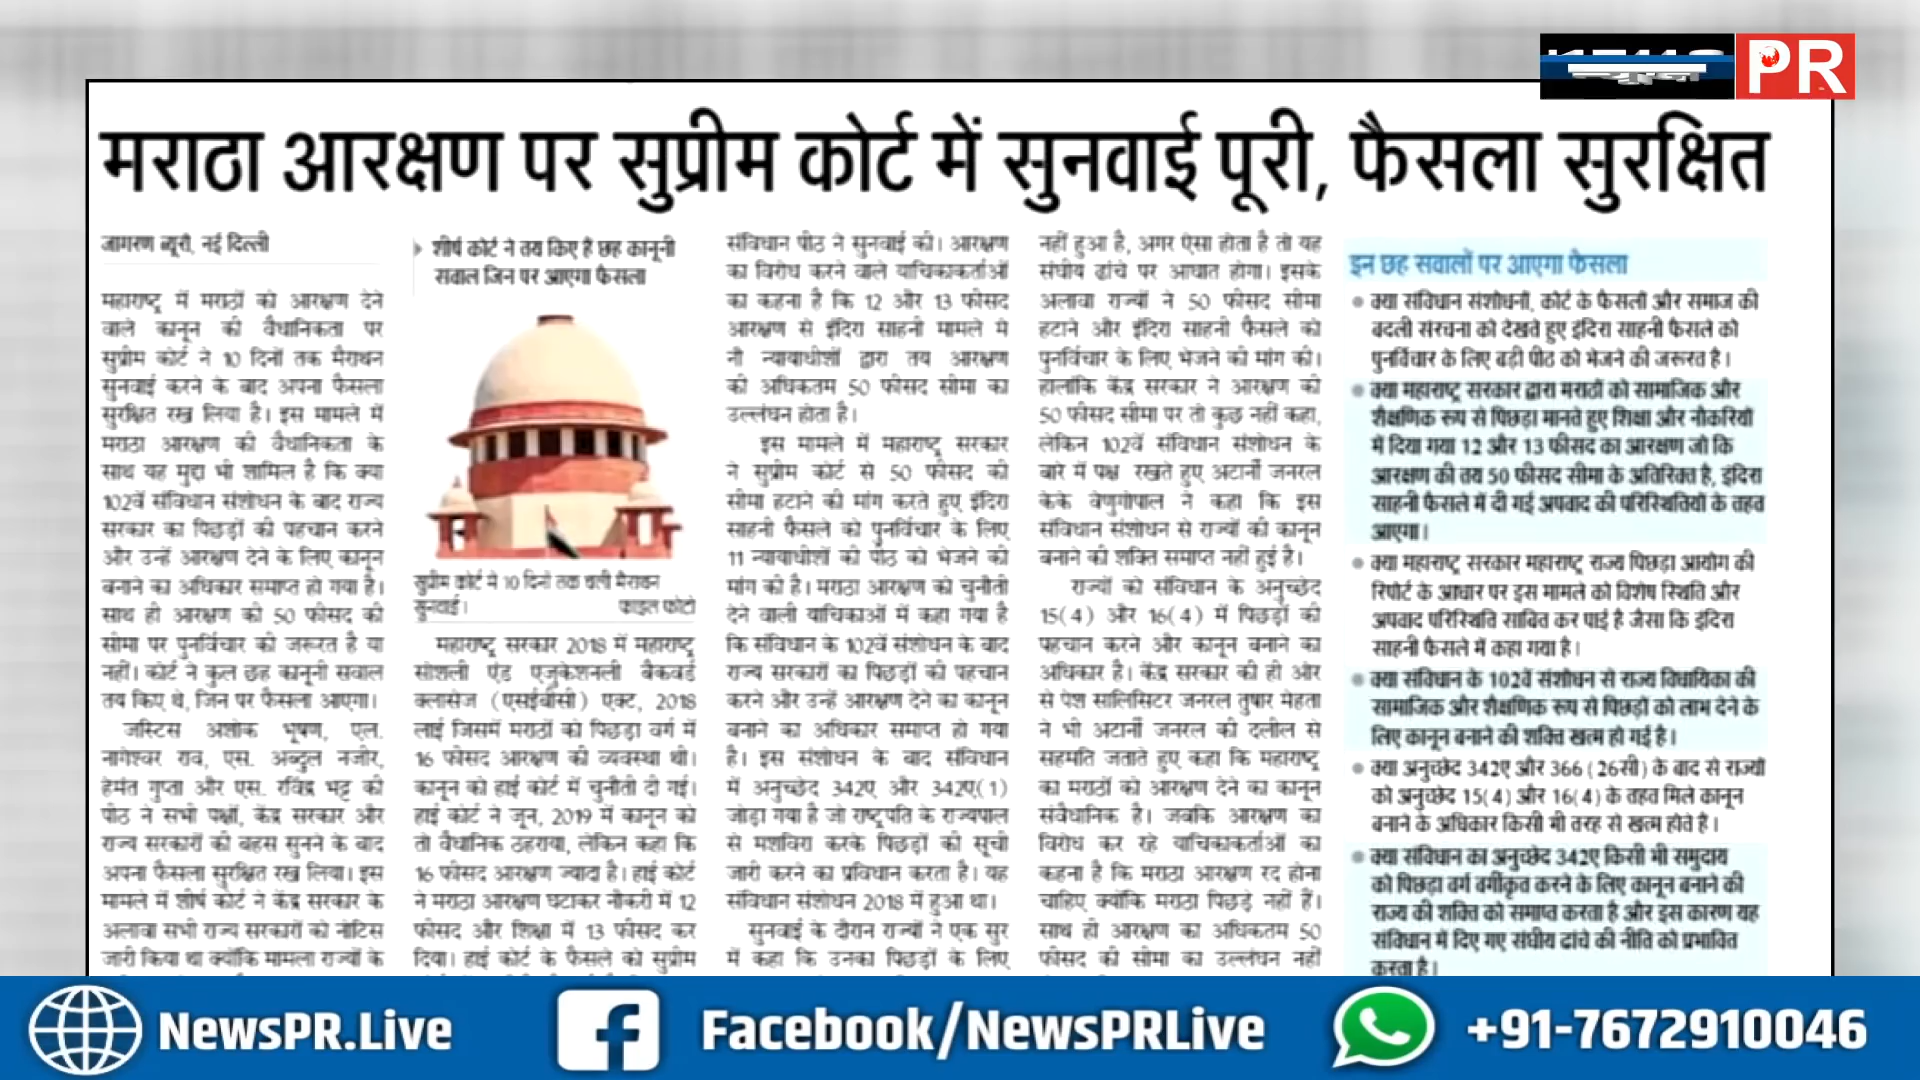 PR
मराठा आरक्षण पर सुप्रीम कोर्ट में सुनवाई पूरी, फैसला सुरक्षित
जागरण ब्यूरो, नई दिल्ली
महाराष्ट्र में मराठों को आरक्षण देने
वाले कानून की वैधानिकता पर
सुप्रीम कोर्ट ने 10 दिनों तक मैराथन
सुनवाई करने के बाद अपना फैसला
सुरक्षित रख लिया है। इस मामले में
मराठा आरक्षण की वैधानिकता के
साथ यह मुद्दा भी शामिल है कि क्या
102वें संविधान संशोधन के बाद राज्य
सरकार का पिछड़ों की पहचान करने
और उन्हें आरक्षण देने के लिए कानून
बनाने का अधिकार समाप्त हो गया है।
साथ ही आरक्षण की 50 फीसद की
सीमा पर पुनर्विचार की जरूरत है या
नहीं। कोर्ट ने कुल छह कानूनी सवाल
तय किए थे, जिन पर फैसला आएगा।
जस्टिस अशोक भूषण, एल.
नागेश्वर राव, एस. अब्दुल नजीर,
हेमंत गुप्ता और एस. रविंद्र भट्ट की
पीठ ने सभी पक्षों, केंद्र सरकार और
राज्य सरकारों की बहस सुनने के बाद
अपना फैसला सुरक्षित रख लिया। इस
मामले में शीर्ष कोर्ट ने केंद्र सरकार के
अलावा सभी राज्य सरकारों को नोटिस
जारी किया था क्योंकि मामला राज्यों के
शीर्ष कोर्ट ने तय किए हैं छह कानूनी
सवाल जिन पर आएगा फैसला
सुप्रीम कोर्ट में 10 दिनों तक चली मैराथन
सुनवाई। फाइल फोटो
महाराष्ट्र सरकार 2018 में महाराष्ट्र
सोशली एंड एजुकेशनली बैकवर्ड
क्लासेज (एसईबीसी) एक्ट, 2018
लाई जिसमें मराठों को पिछड़ा वर्ग में
16 फीसद आरक्षण की व्यवस्था थी।
कानून को हाई कोर्ट में चुनौती दी गई।
हाई कोर्ट ने जून, 2019 में कानून को
तो वैधानिक ठहराया, लेकिन कहा कि
16 फीसद आरक्षण ज्यादा है। हाई कोर्ट
ने मराठा आरक्षण घटाकर नौकरी में 12
फीसद और शिक्षा में 13 फीसद कर
दिया। हाई कोर्ट के फैसले को सुप्रीम
संविधान पीठ ने सुनवाई की। आरक्षण
का विरोध करने वाले याचिकाकर्ताओं
का कहना है कि 12 और 13 फीसद
आरक्षण से इंदिरा साहनी मामले में
नौ न्यायाधीशों द्वारा तय आरक्षण
की अधिकतम 50 फीसद सीमा का
उल्लंघन होता है।
इस मामले में महाराष्ट्र सरकार
ने सुप्रीम कोर्ट से 50 फीसद की
सीमा हटाने की मांग करते हुए इंदिरा
साहनी फैसले को पुनर्विचार के लिए
11 न्यायाधीशों की पीठ को भेजने की
मांग की है। मराठा आरक्षण को चुनौती
देने वाली याचिकाओं में कहा गया है
कि संविधान के 102वें संशोधन के बाद
राज्य सरकारों का पिछड़ों की पहचान
करने और उन्हें आरक्षण देने का कानून
बनाने का अधिकार समाप्त हो गया
है। इस संशोधन के बाद संविधान
में अनुच्छेद 342ए और 342ए(1)
जोड़ा गया है जो राष्ट्रपति के राज्यपाल
से मशविरा करके पिछड़ों की सूची
जारी करने का प्रविधान करता है। यह
संविधान संशोधन 2018 में हुआ था।
सुनवाई के दौरान राज्यों ने एक सुर
में कहा कि उनका पिछड़ों के लिए
नहीं हुआ है, अगर ऐसा होता है तो यह
संघीय ढांचे पर आघात होगा। इसके
अलावा राज्यों ने 50 फीसद सीमा
हटाने और इंदिरा साहनी फैसले को
पुनर्विचार के लिए भेजने की मांग की।
हालांकि केंद्र सरकार ने आरक्षण की
50 फीसद सीमा पर तो कुछ नहीं कहा,
लेकिन 102वें संविधान संशोधन के
बारे में पक्ष रखते हुए अटार्नी जनरल
केके वेणुगोपाल ने कहा कि इस
संविधान संशोधन से राज्यों की कानून
बनाने की शक्ति समाप्त नहीं हुई है।
राज्यों को संविधान के अनुच्छेद
15(4) और 16(4) में पिछड़ों की
पहचान करने और कानून बनाने का
अधिकार है। केंद्र सरकार की ही ओर
से पेश सालिसिटर जनरल तुषार मेहता
ने भी अटार्नी जनरल की दलील से
सहमति जताते हुए कहा कि महाराष्ट्र
का मराठों को आरक्षण देने का कानून
संवैधानिक है। जबकि आरक्षण का
विरोध कर रहे याचिकाकर्ताओं का
कहना है कि मराठा आरक्षण रद होना
चाहिए क्योंकि मराठा पिछड़े नहीं हैं।
साथ ही आरक्षण का अधिकतम 50
फीसद की सीमा का उल्लंघन नहीं
इन छह सवालों पर आएगा फैसला
क्या संविधान संशोधनों, कोर्ट के फैसलों और समाज की
बदली संरचना को देखते हुए इंदिरा साहनी फैसले को
पुनर्विचार के लिए बड़ी पीठ को भेजने की जरूरत है।
क्या महाराष्ट्र सरकार द्वारा मराठों को सामाजिक और
शैक्षणिक रूप से पिछड़ा मानते हुए शिक्षा और नौकरियों
में दिया गया 12 और 13 फीसद का आरक्षण जो कि
आरक्षण की तय 50 फीसद सीमा के अतिरिक्त है, इंदिरा
साहनी फैसले में दी गई अपवाद की परिस्थितियों के तहत
आएगा।
क्या महाराष्ट्र सरकार महाराष्ट्र राज्य पिछड़ा आयोग की
रिपोर्ट के आधार पर इस मामले को विशेष स्थिति और
अपवाद परिस्थिति साबित कर पाई है जैसा कि इंदिरा
साहनी फैसले में कहा गया है।
क्या संविधान के 102वें संशोधन से राज्य विधायिका की
सामाजिक और शैक्षणिक रूप से पिछड़ों को लाभ देने के
लिए कानून बनाने की शक्ति खत्म हो गई है।
क्या अनुच्छेद 342ए और 366 (26सी) के बाद से राज्यों
को अनुच्छेद 15(4) और 16(4) के तहत मिले कानून
बनाने के अधिकार किसी भी तरह से खत्म होते हैं।
क्या संविधान का अनुच्छेद 342ए किसी भी समुदाय
को पिछड़ा वर्ग वर्गीकृत करने के लिए कानून बनाने की
राज्य की शक्ति को समाप्त करता है और इस कारण यह
संविधान में दिए गए संघीय ढांचे की नीति को प्रभावित
करता है।
NewsPR.Live
Facebook/NewsPRLive
+91-7672910046